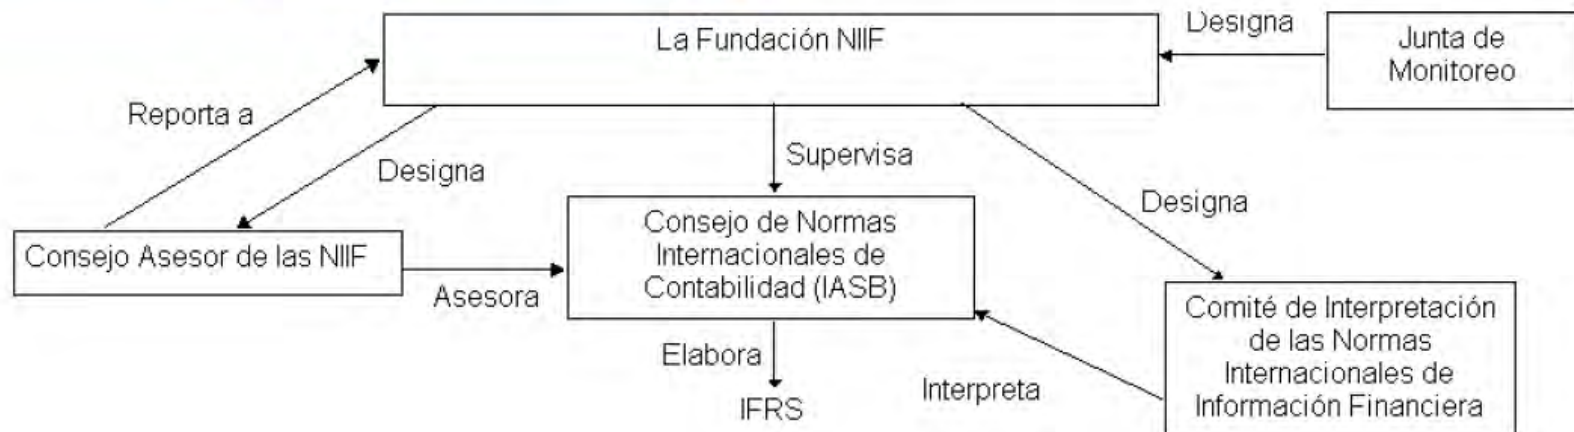 Designa
La Fundación NIIF
Junta de
Monitoreo
Reporta a
Designa
Supervisa
Designa
Consejo Asesor de las NIIF
Asesora
Consejo de Normas
Internacionales de
Contabilidad (IASB)
Comité de Interpretación
de las Normas
Internacionales de
Información Financiera
Elabora
Interpreta
IFRS